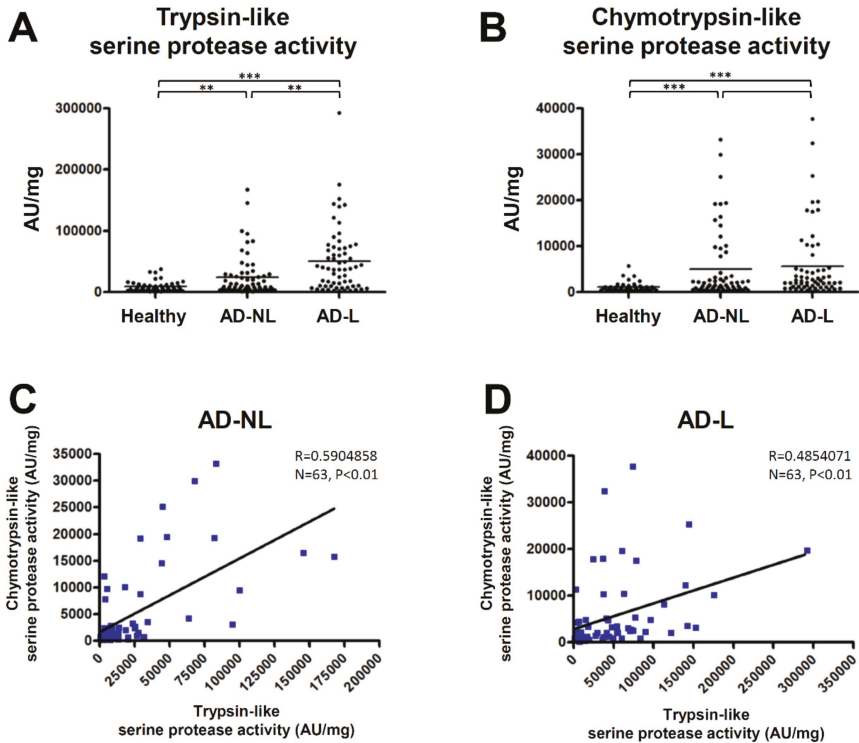 A
Trypsin-like
serine protease activity
***
** **
AU/mg
300000
200000
100000
0
Healthy AD-NL AD-L
B
Chymotrypsin-like
serine protease activity
***
***
AU/mg
40000
30000
20000
10000
0
Healthy AD-NL AD-L
C
AD-NL
R=0.5904858
N=63, P<0.01
Chymotrypsin-like
serine protease activity (AU/mg)
35000
30000
25000
20000
15000
10000
5000
0
0 25000 50000 75000 100000 125000 150000 175000 200000
Trypsin-like
serine protease activity (AU/mg)
D
AD-L
R=0.4854071
N=63, P<0.01
Chymotrypsin-like
serine protease activity (AU/mg)
40000
30000
20000
10000
0
0 50000 100000 150000 200000 250000 300000 350000
Trypsin-like
serine protease activity (AU/mg)